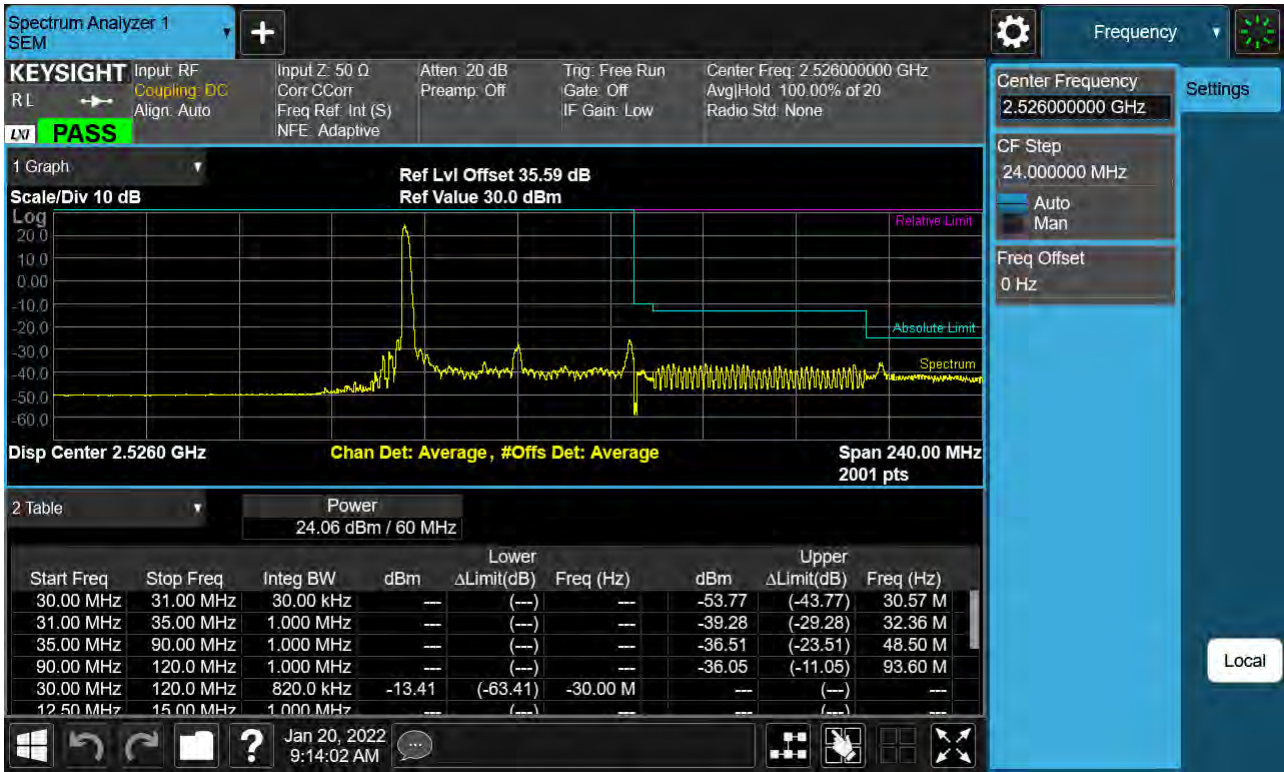 Spectrum Analyzer 1
SEM
Frequency
KEYSIGHT
R L
LXI
PASS
Input: RF
Coupling: DC
Align: Auto
Input Z: 50 Ω
Corr CCorr
Freq Ref: Int (S)
NFE: Adaptive
Atten: 20 dB
Preamp: Off
Trig: Free Run
Gate: Off
IF Gain: Low
Center Freq: 2.526000000 GHz
Avg|Hold: 100.00% of 20
Radio Std: None
Center Frequency
2.526000000 GHz
Settings
CF Step
24.000000 MHz
Auto
Man
Freq Offset
0 Hz
Local
1 Graph
Scale/Div 10 dB
Ref Lvl Offset 35.59 dB
Ref Value 30.0 dBm
Log
20.0
10.0
0.00
-10.0
-20.0
-30.0
-40.0
-50.0
-60.0
Relative Limit
Absolute Limit
Spectrum
Disp Center 2.5260 GHz
Chan Det: Average, #Offs Det: Average
Span 240.00 MHz
2001 pts
2 Table
Power
24.06 dBm / 60 MHz
Lower Upper
Start Freq Stop Freq Integ BW dBm ΔLimit(dB) Freq (Hz) dBm ΔLimit(dB) Freq (Hz)
30.00 MHz 31.00 MHz 30.00 kHz --- (---) --- -53.77 (-43.77) 30.57 M
31.00 MHz 35.00 MHz 1.000 MHz --- (---) --- -39.28 (-29.28) 32.36 M
35.00 MHz 90.00 MHz 1.000 MHz --- (---) --- -36.51 (-23.51) 48.50 M
90.00 MHz 120.0 MHz 1.000 MHz --- (---) --- -36.05 (-11.05) 93.60 M
30.00 MHz 120.0 MHz 820.0 kHz -13.41 (-63.41) -30.00 M --- (---) ---
12.50 MHz 15.00 MHz 1.000 MHz --- (---) --- --- (---) ---
?
Jan 20, 2022
9:14:02 AM